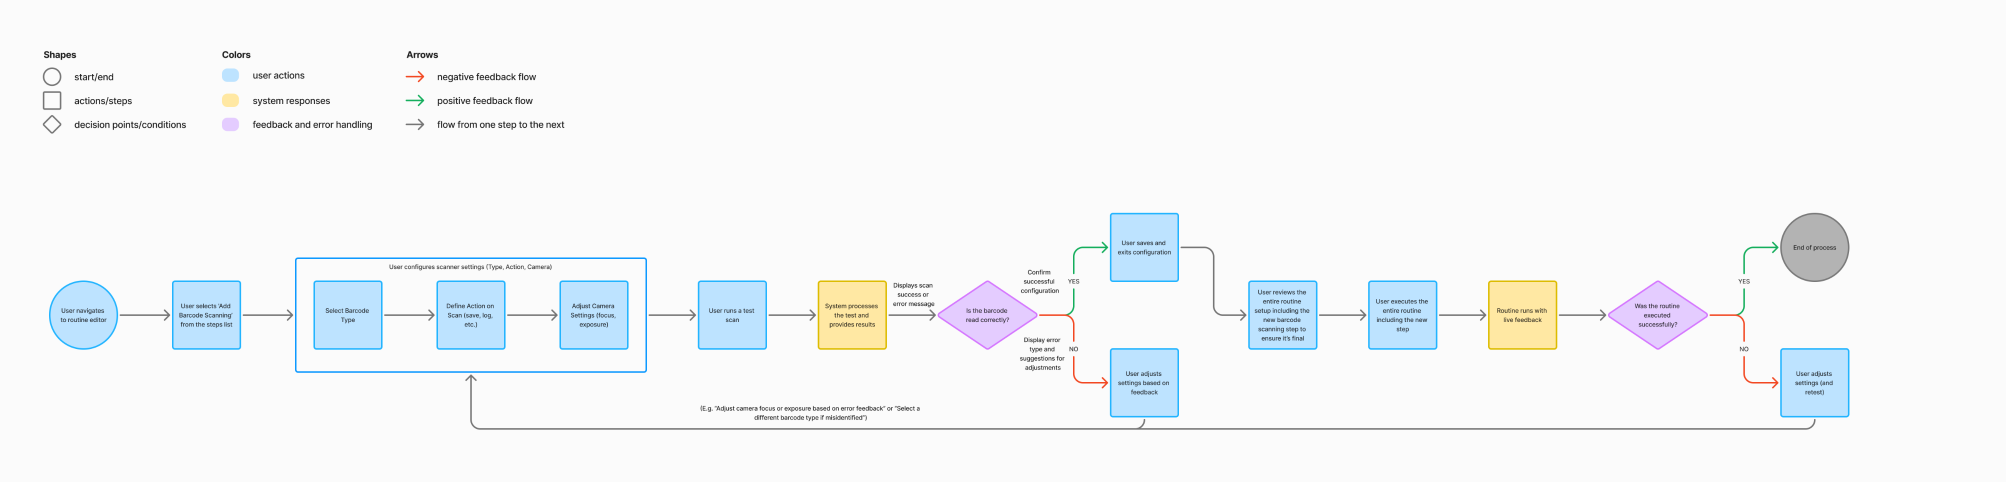 Shapes
start/end
actions/steps
decision points/conditions
Colors
user actions
system responses
feedback and error handling
Arrows
negative feedback flow
positive feedback flow
flow from one step to the next
User navigates
to routine editor
User selects 'Add
Barcode Scanning'
from the steps list
User configures scanner settings (Type, Action, Camera)
Select Barcode
Type
Define Action on
Scan (save, log,
etc.)
Adjust Camera
Settings (focus,
exposure)
User runs a test
scan
System processes
the test and
provides results
Displays scan
success or
error message
Is the barcode
read correctly?
Confirm
successful
configuration
YES
User saves and
exits configuration
Display error
type and
suggestions for
adjustments
NO
User adjusts
settings based on
feedback
(E.g. "Adjust camera focus or exposure based on error feedback" or "Select a
different barcode type if misidentified")
User reviews the
entire routine
setup including the
new barcode
scanning step to
ensure it's final
User executes the
entire routine
including the new
step
Routine runs with
live feedback
Was the routine
executed
successfully?
YES
End of process
NO
User adjusts
settings (and
retest)